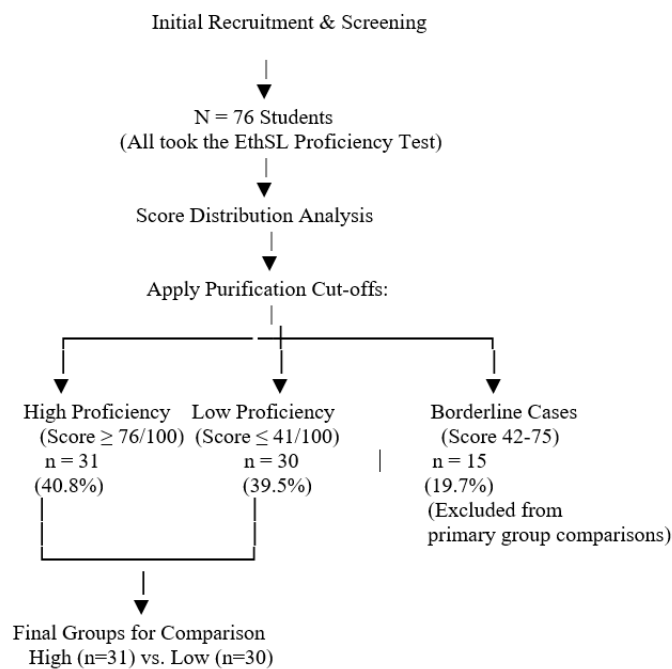 Initial Recruitment & Screening
N = 76 Students
(All took the EthSL Proficiency Test)
Score Distribution Analysis
Apply Purification Cut-offs:
High Proficiency
(Score ≥ 76/100)
n = 31
(40.8%)
Low Proficiency
(Score ≤ 41/100)
n = 30
(39.5%)
Borderline Cases
(Score 42-75)
n = 15
(19.7%)
(Excluded from
primary group comparisons)
Final Groups for Comparison
High (n=31) vs. Low (n=30)